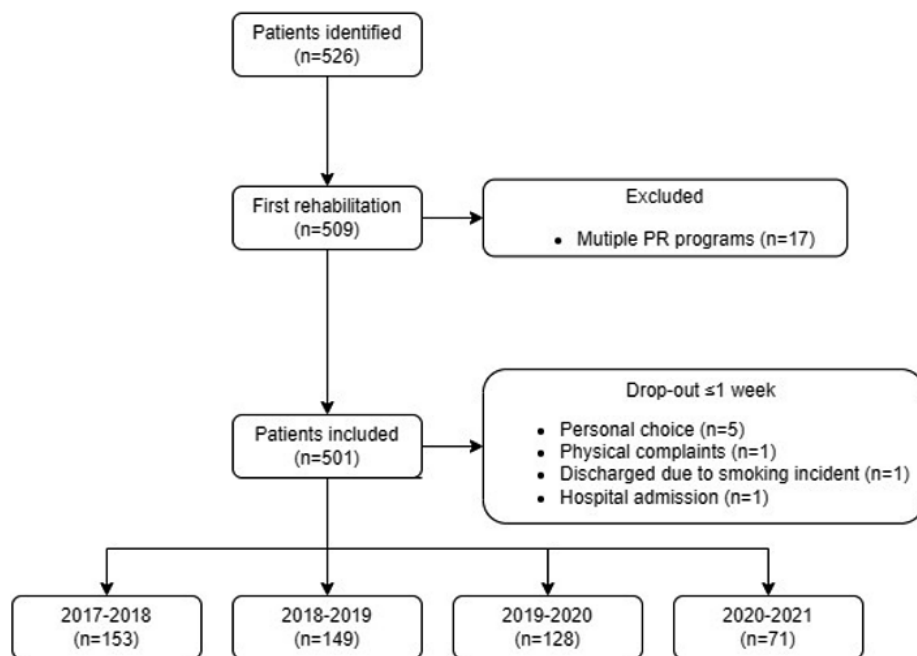 Patients identified
(n=526)
First rehabilitation
(n=509)
Excluded
• Mutiple PR programs (n=17)
Patients included
(n=501)
Drop-out ≤1 week
• Personal choice (n=5)
• Physical complaints (n=1)
• Discharged due to smoking incident (n=1)
• Hospital admission (n=1)
2017-2018
(n=153)
2018-2019
(n=149)
2019-2020
(n=128)
2020-2021
(n=71)